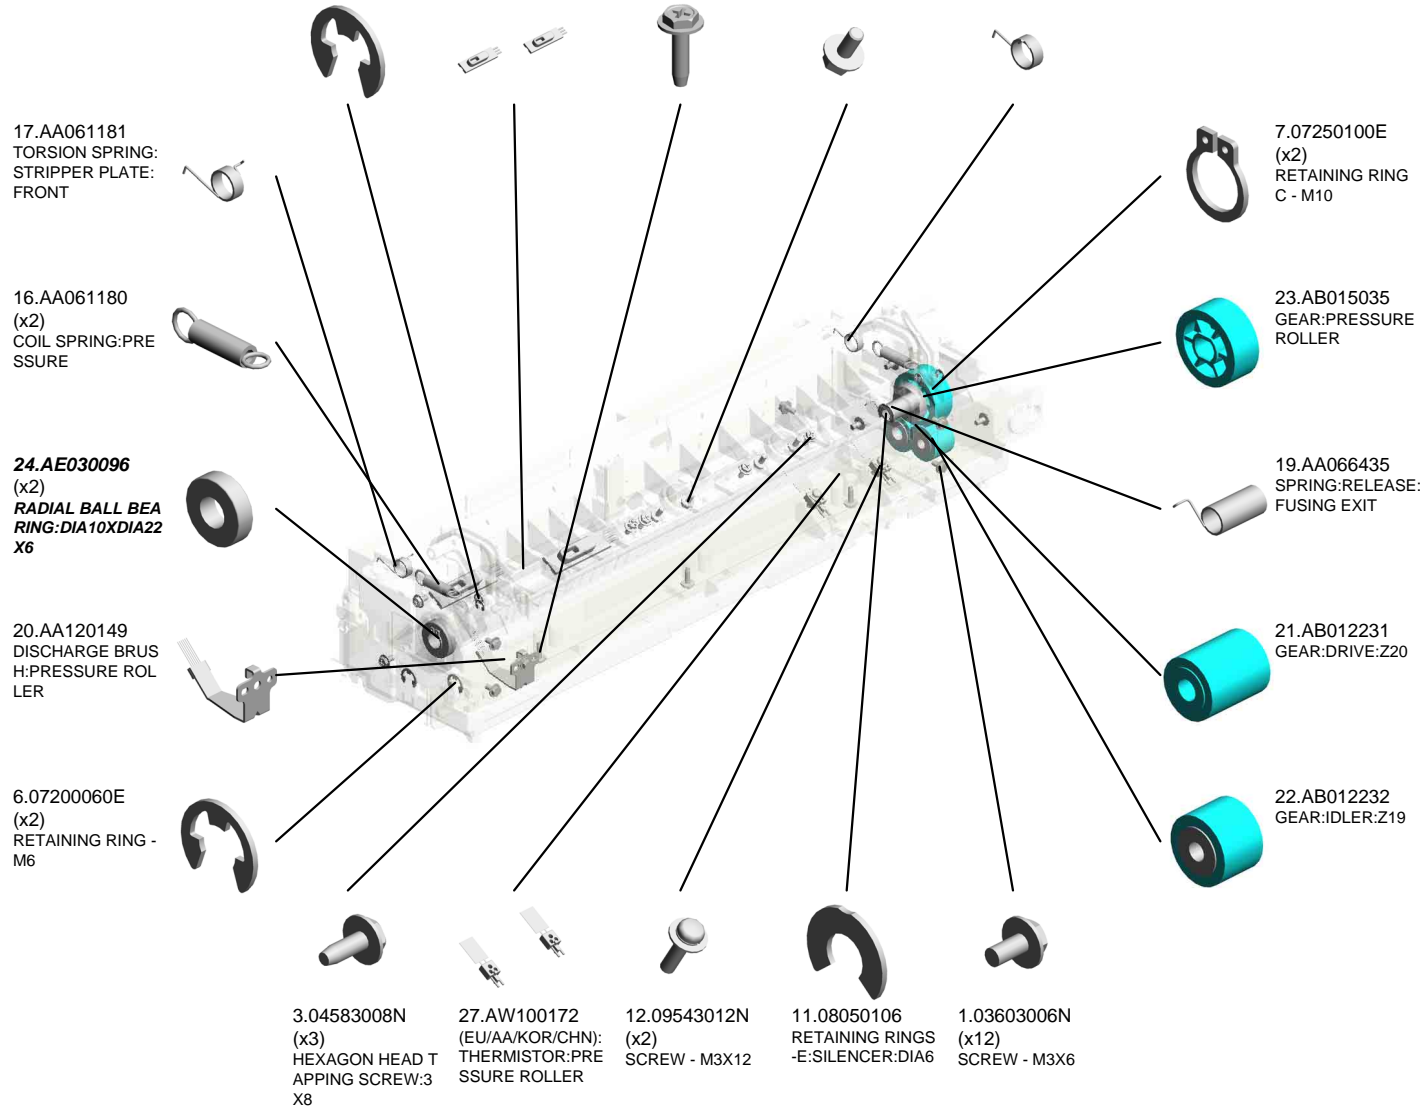 17.AA061181
TORSION SPRING:
STRIPPER PLATE:
FRONT
16.AA061180
(x2)
COIL SPRING:PRE
SSURE
24.AE030096
(x2)
RADIAL BALL BEA
RING:DIA10XDIA22
X6
20.AA120149
DISCHARGE BRUS
H:PRESSURE ROL
LER
6.07200060E
(x2)
RETAINING RING -
M6
7.07250100E
(x2)
RETAINING RING
C - M10
23.AB015035
GEAR:PRESSURE
ROLLER
19.AA066435
SPRING:RELEASE:
FUSING EXIT
21.AB012231
GEAR:DRIVE:Z20
22.AB012232
GEAR:IDLER:Z19
3.04583008N
(x3)
HEXAGON HEAD T
APPING SCREW:3
X8
27.AW100172
(EU/AA/KOR/CHN):
THERMISTOR:PRE
SSURE ROLLER
12.09543012N
(x2)
SCREW - M3X12
11.08050106
RETAINING RINGS
-E:SILENCER:DIA6
1.03603006N
(x12)
SCREW - M3X6